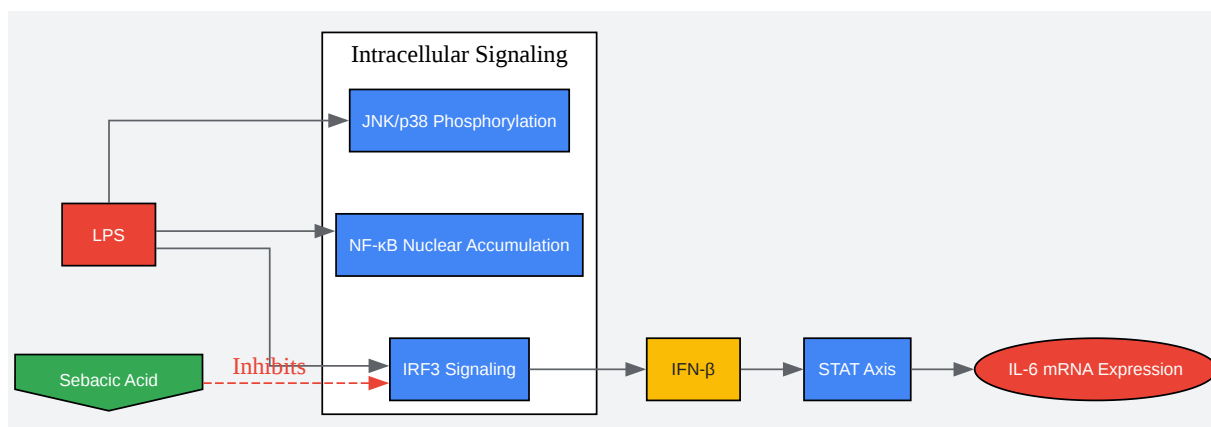 Intracellular Signaling
JNK/p38 Phosphorylation
LPS
NF-κB Nuclear Accumulation
Inhibits
Sebacic Acid
IRF3 Signaling
IFN-β
STAT Axis
IL-6 mRNA Expression